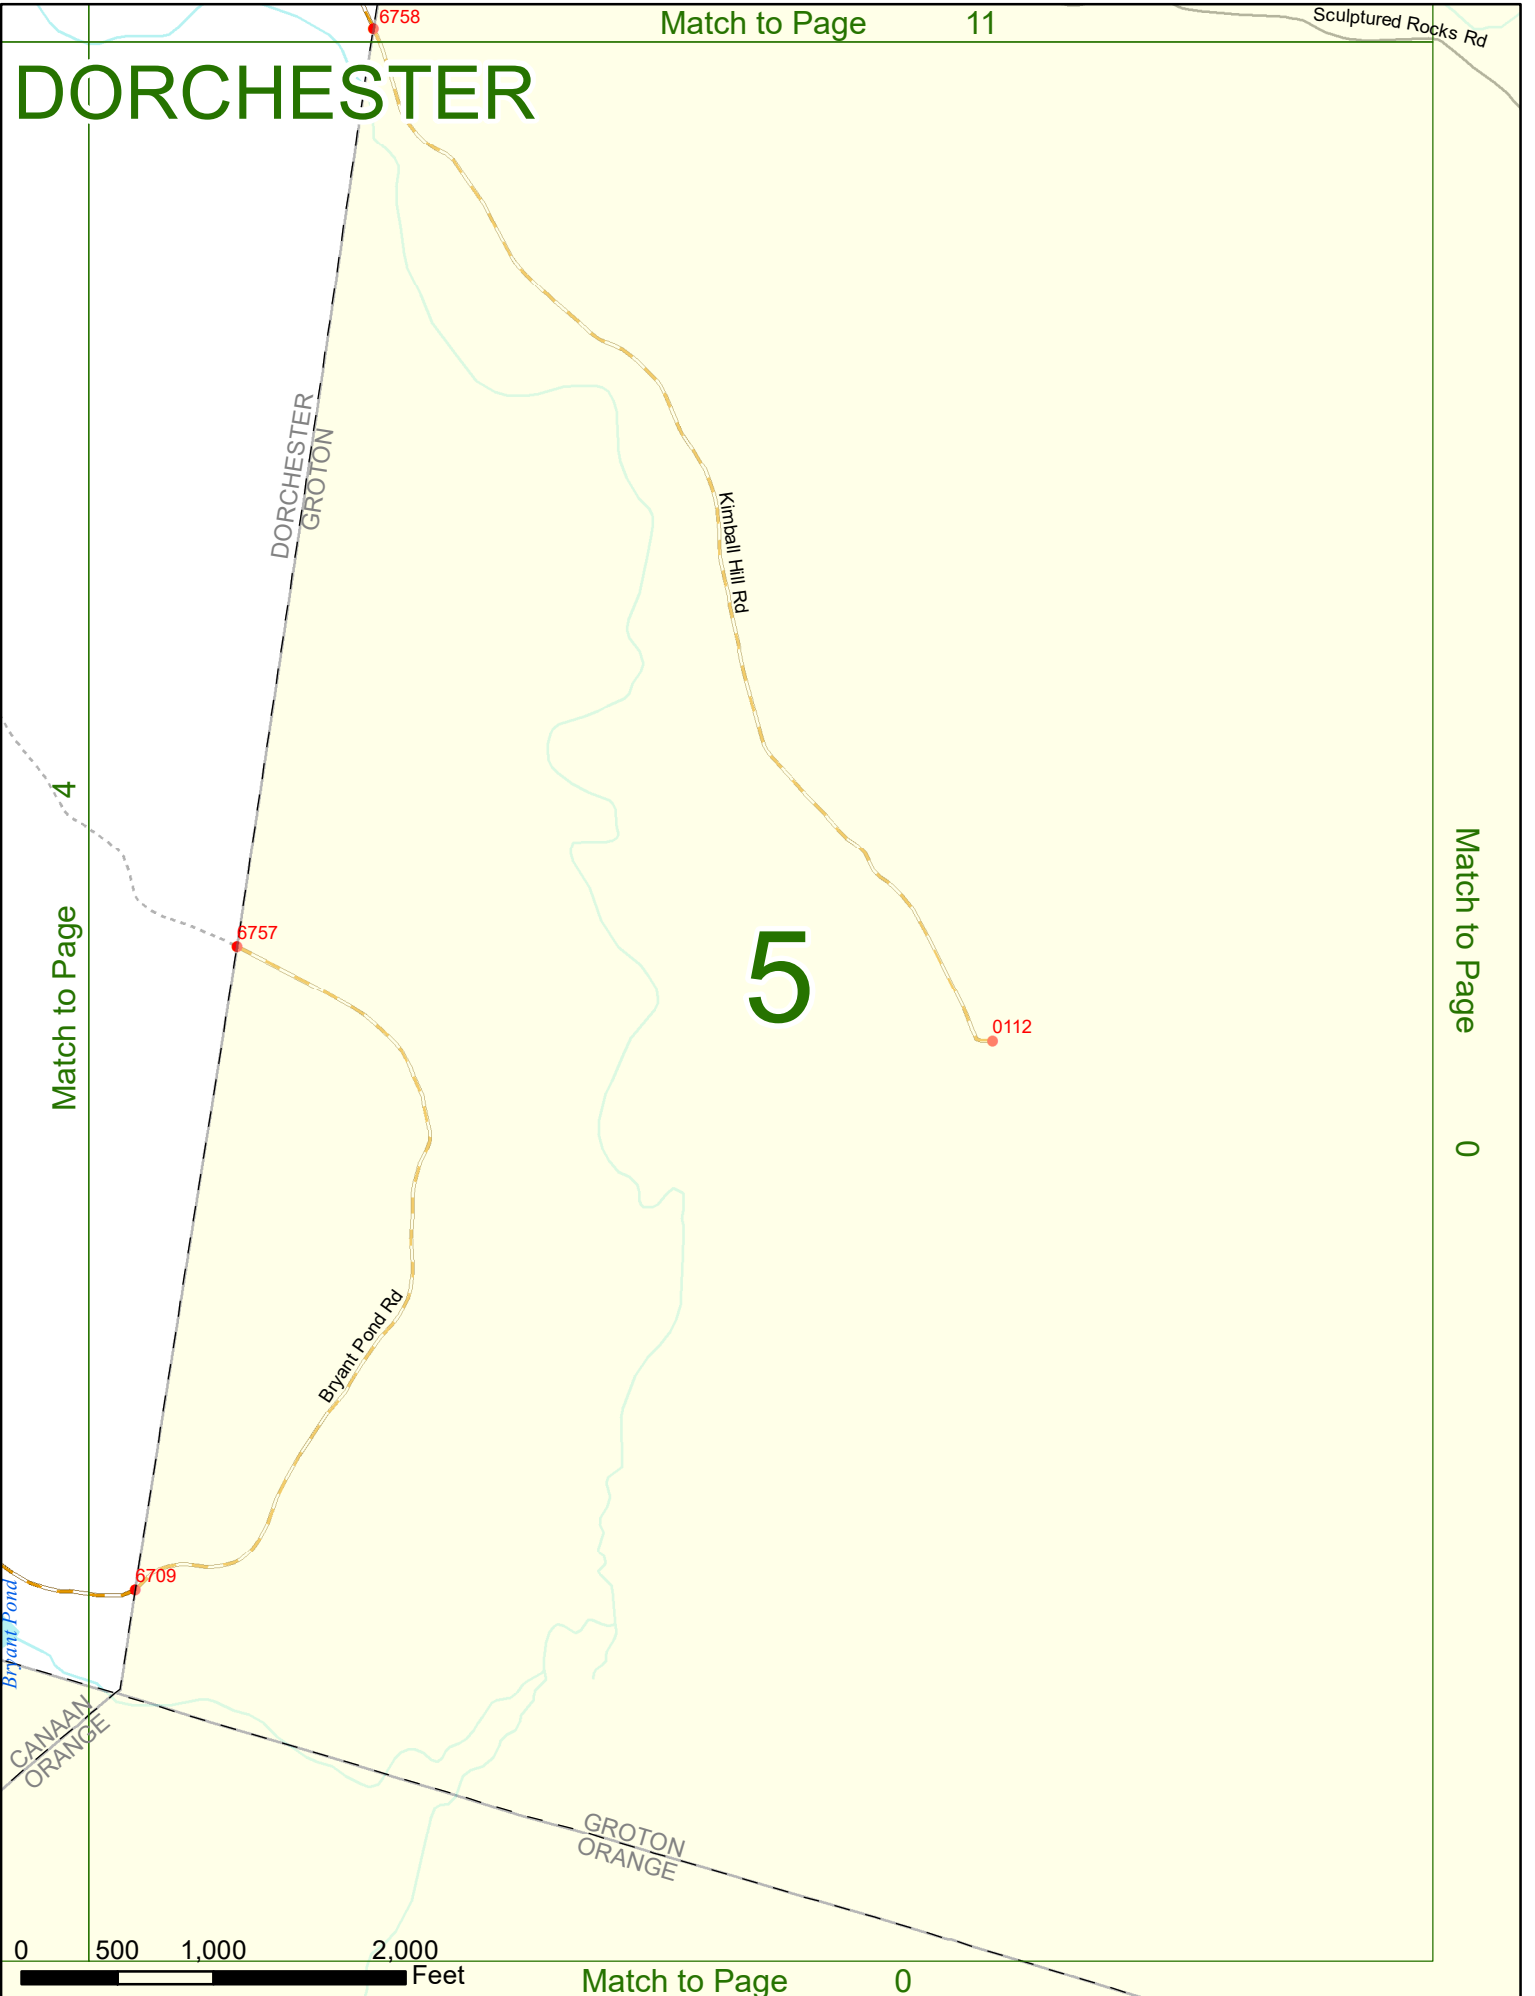 6758
Match to Page 11
Sculptured Rocks Rd
DORCHESTER
DORCHESTER
GROTON
Kimball Hill Rd
Match to Page 4
Match to Page 0
6757
5
0112
Bryant Pond Rd
6709
Bryant Pond
CANAAN
ORANGE
GROTON
ORANGE
0 500 1,000 2,000
Feet
Match to Page 0